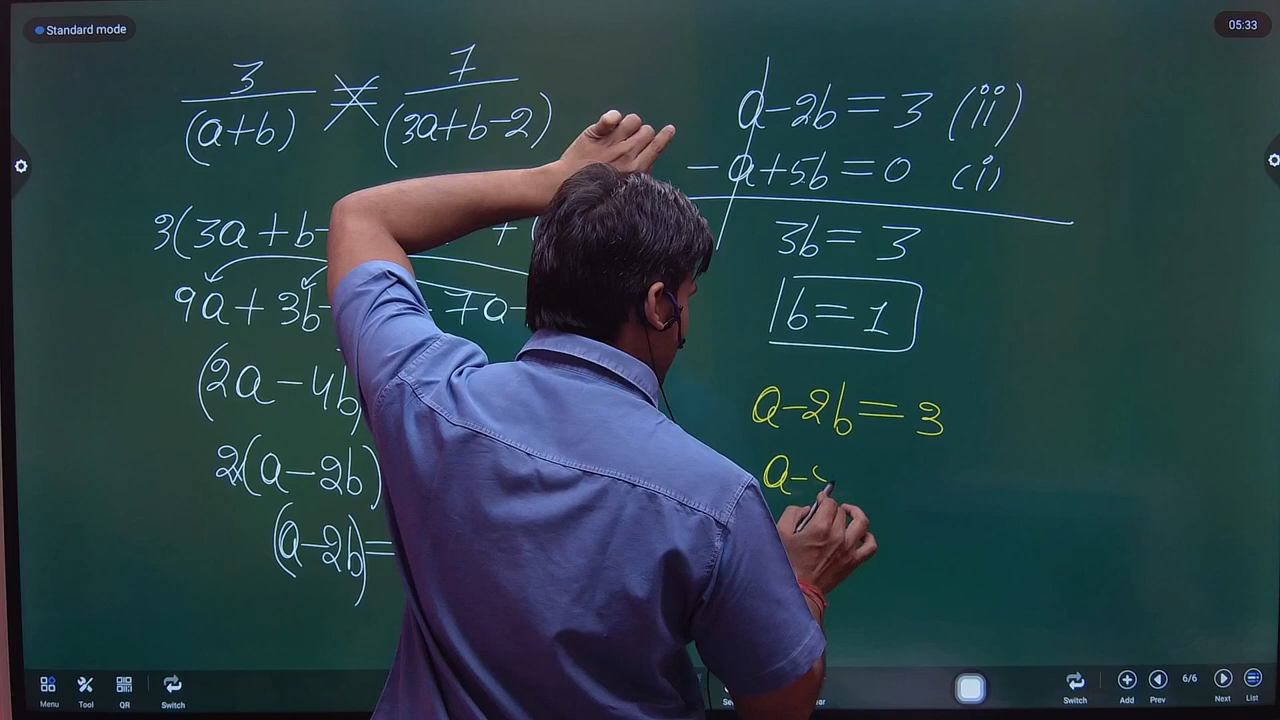 Standard mode
05:33
3/(a+b) = 7/(3a+b-2)
3(3a+b- +
9a+3b- -7a-
(2a-4b)
2(a-2b)
(a-2b)=
a-2b=3 (ii)
-a+5b=0 (i)
3b=3
b=1
a-2b=3
a-
Menu Tool QR Switch Switch Add Prev 6/6 Next List